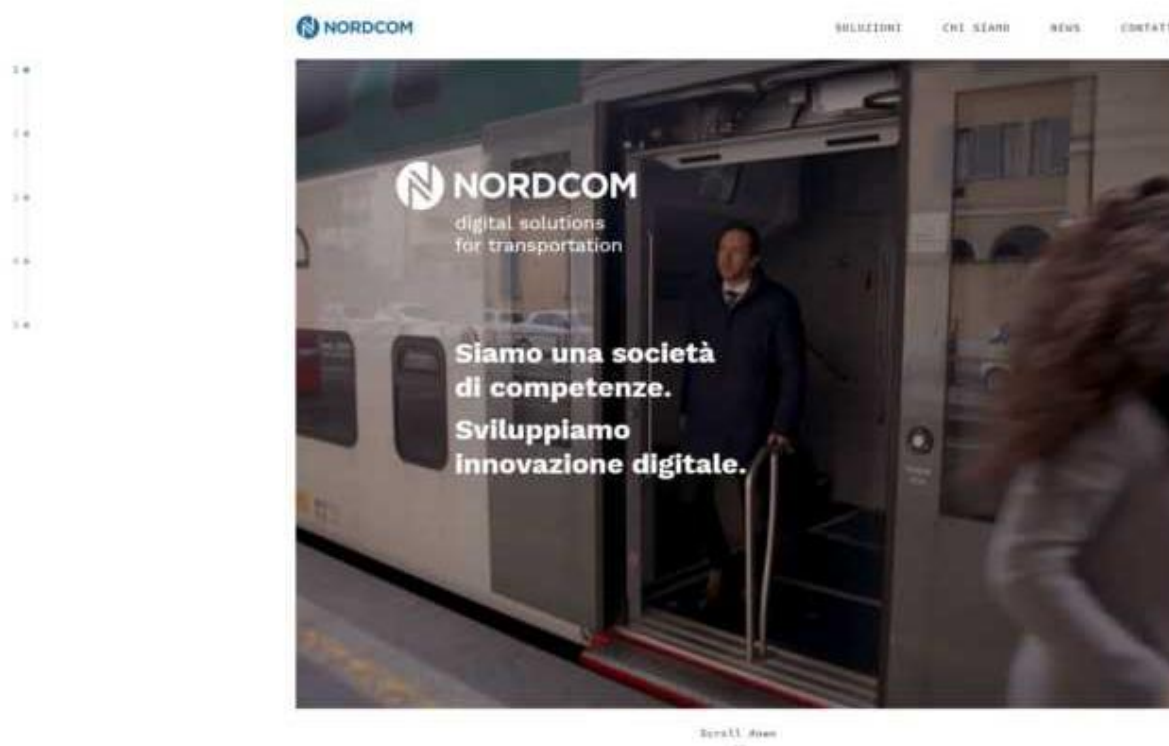 NORDCOM
SOLUZIONI CHI SIAMO NEWS
NORDCOM
digital solutions
for transportation
Siamo una società
di competenze.
Sviluppiamo
innovazione digitale.
Scroll down